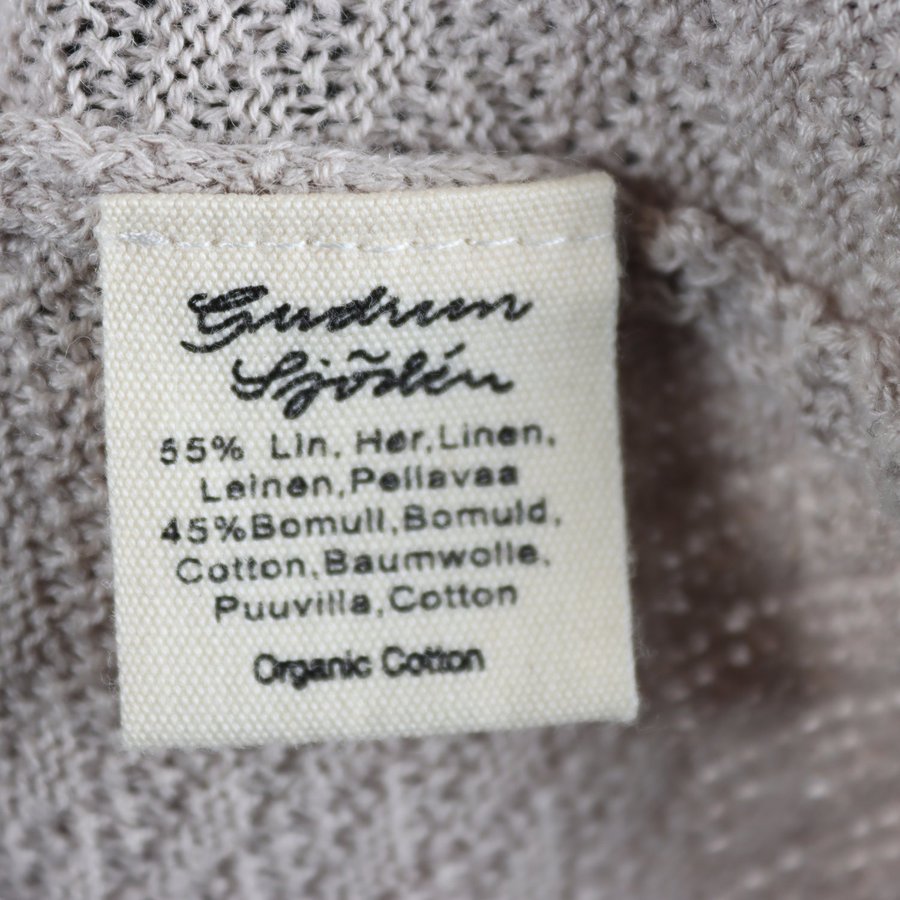 Gudrun
Sjödén
55% Lin, Hør, Linen,
Leinen, Pellavaa
45% Bomull, Bomuld,
Cotton, Baumwolle,
Puuvilla, Cotton
Organic Cotton